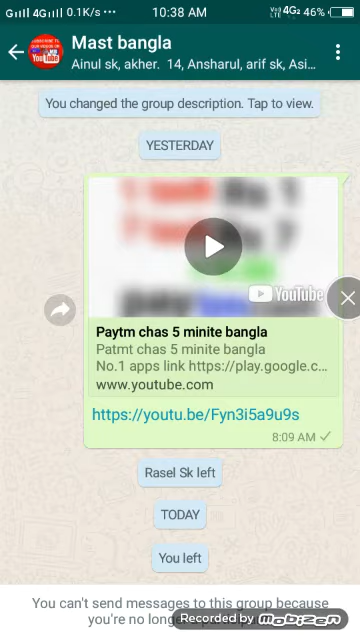 0.1K/s ••• 10:38 AM 4G 46%
Mast bangla
Ainul sk, akher. 14, Ansharul, arif sk, Asi...
You changed the group description. Tap to view.
YESTERDAY
YouTube
Paytm chas 5 minite bangla
Patmt chas 5 minite bangla
No.1 apps link https://play.google.c...
www.youtube.com
https://youtu.be/Fyn3i5a9u9s
8:09 AM
Rasel Sk left
TODAY
You left
You can't send messages to this group because
you're no longer
Recorded by mobizen